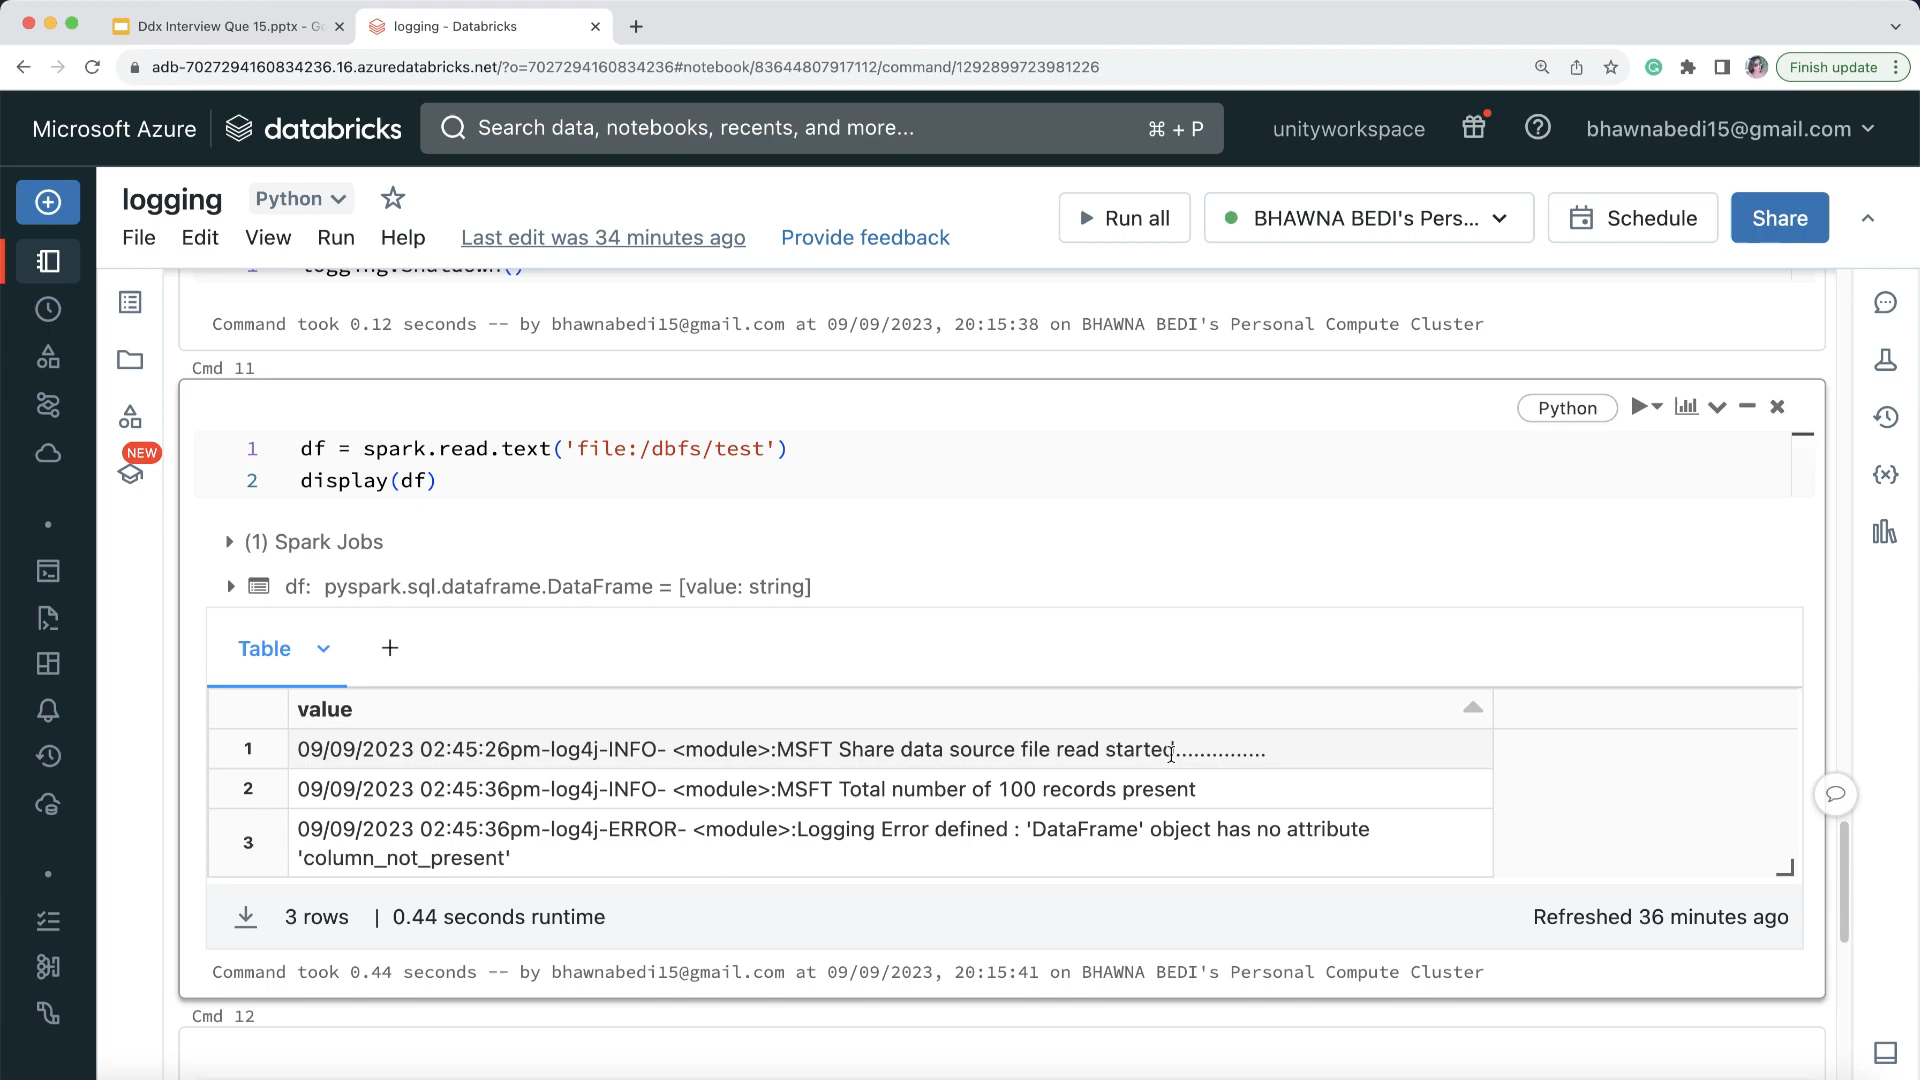 Ddx Interview Que 15.pptx - Go
logging - Databricks
adb-7027294160834236.16.azuredatabricks.net/?o=7027294160834236#notebook/83644807917112/command/1292899723981226
Finish update
Microsoft Azure
databricks
Search data, notebooks, recents, and more...
⌘ + P
unityworkspace
bhawnabedi15@gmail.com
logging
Python
File Edit View Run Help
Last edit was 34 minutes ago
Provide feedback
Run all
BHAWNA BEDI's Pers...
Schedule
Share
1 logging.shutdown()
Command took 0.12 seconds -- by bhawnabedi15@gmail.com at 09/09/2023, 20:15:38 on BHAWNA BEDI's Personal Compute Cluster
Cmd 11
Python
NEW
1 df = spark.read.text('file:/dbfs/test')
2 display(df)
(1) Spark Jobs
df: pyspark.sql.dataframe.DataFrame = [value: string]
Table
value
1 09/09/2023 02:45:26pm-log4j-INFO- <module>:MSFT Share data source file read started...............
2 09/09/2023 02:45:36pm-log4j-INFO- <module>:MSFT Total number of 100 records present
3 09/09/2023 02:45:36pm-log4j-ERROR- <module>:Logging Error defined : 'DataFrame' object has no attribute
'column_not_present'
3 rows | 0.44 seconds runtime
Refreshed 36 minutes ago
Command took 0.44 seconds -- by bhawnabedi15@gmail.com at 09/09/2023, 20:15:41 on BHAWNA BEDI's Personal Compute Cluster
Cmd 12